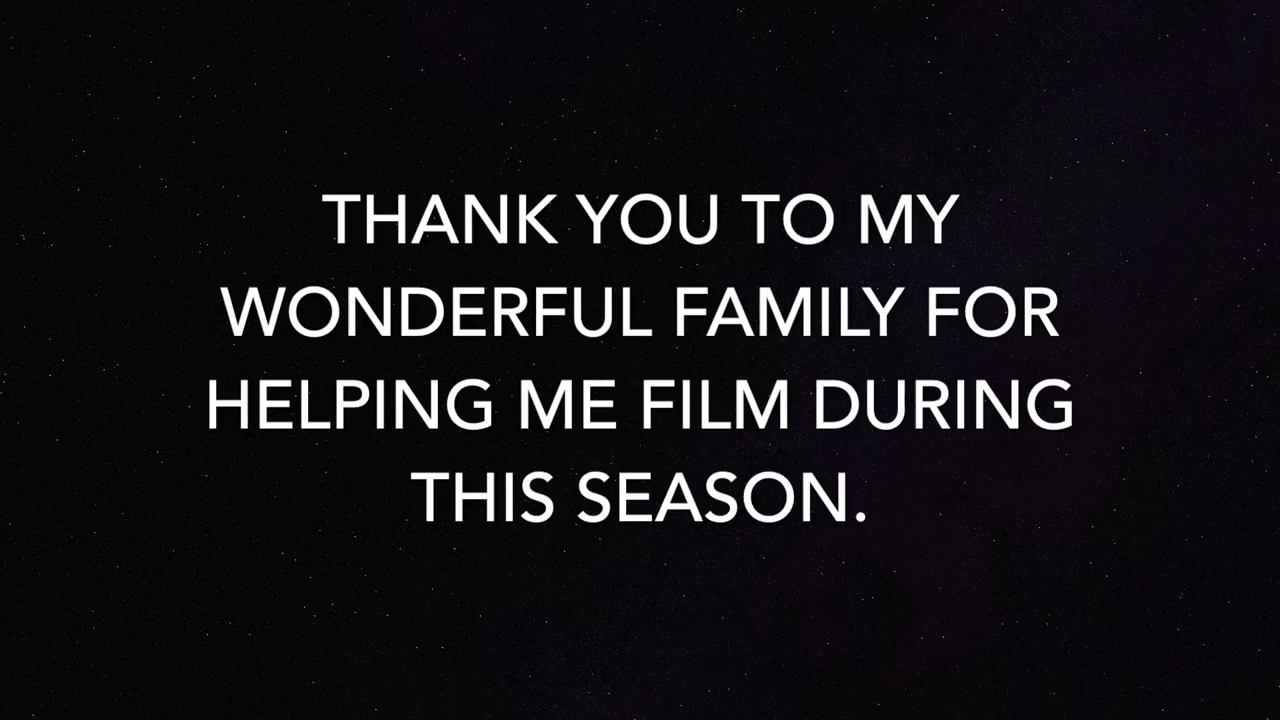 THANK YOU TO MY
WONDERFUL FAMILY FOR
HELPING ME FILM DURING
THIS SEASON.